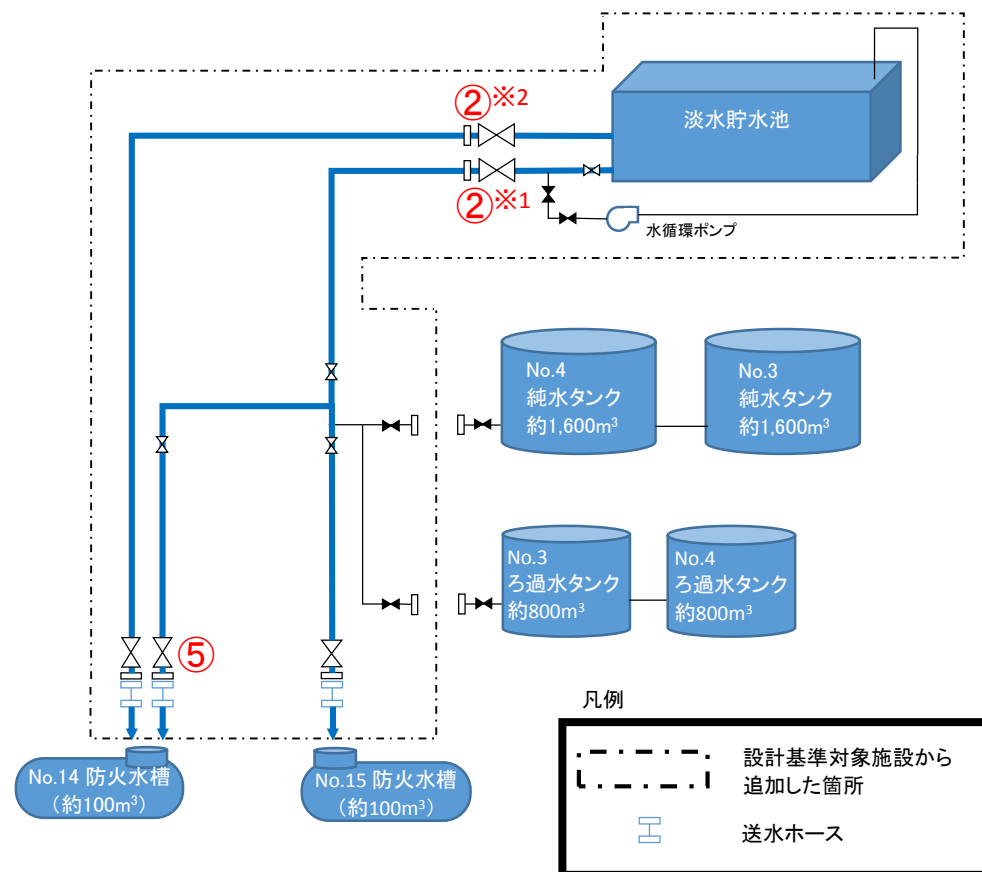 ②※2
淡水貯水池
②※1
水循環ポンプ
No.4
純水タンク
約1,600m³
No.3
純水タンク
約1,600m³
No.3
ろ過水タンク
約800m³
No.4
ろ過水タンク
約800m³
⑤
No.14 防火水槽
(約100m³)
No.15 防火水槽
(約100m³)
凡例
設計基準対象施設から
追加した箇所
送水ホース